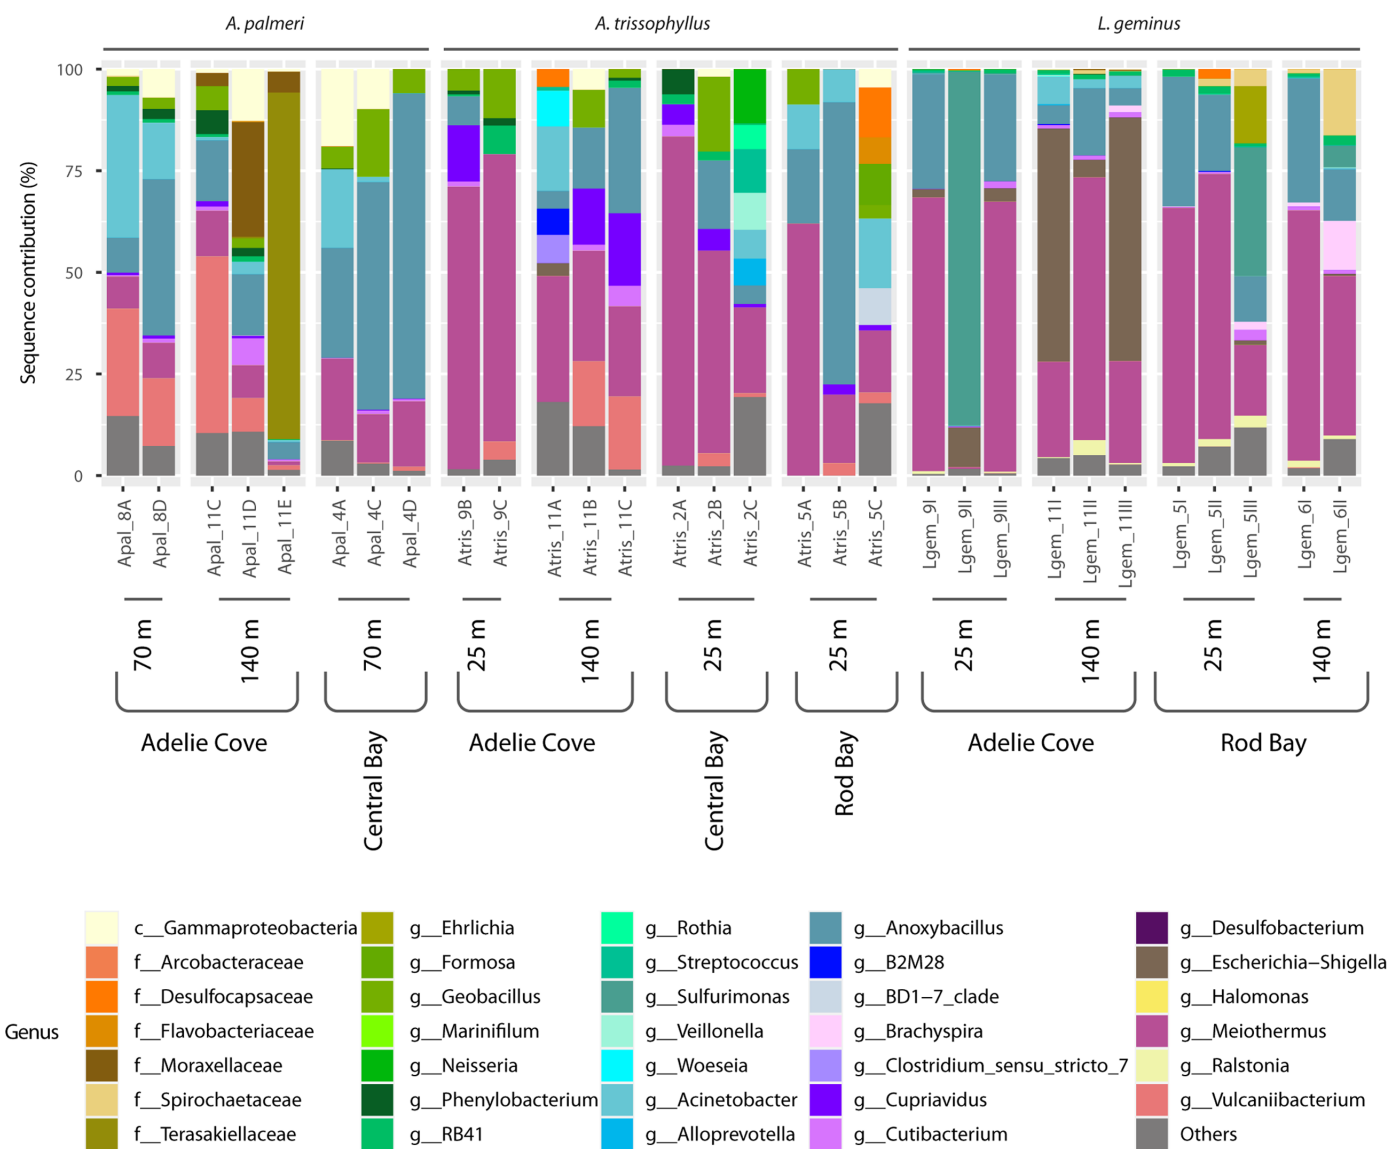 A. palmeri
A. trissophyllus
L. geminus
Sequence contribution (%)
100
75
50
25
0
Apal_8A
Apal_8D
Apal_11C
Apal_11D
Apal_11E
Apal_4A
Apal_4C
Apal_4D
Atris_9B
Atris_9C
Atris_11A
Atris_11B
Atris_11C
Atris_2A
Atris_2B
Atris_2C
Atris_5A
Atris_5B
Atris_5C
Lgem_9I
Lgem_9II
Lgem_9III
Lgem_11I
Lgem_11II
Lgem_11III
Lgem_5I
Lgem_5II
Lgem_5III
Lgem_6I
Lgem_6II
70 m
140 m
70 m
25 m
140 m
25 m
25 m
25 m
140 m
25 m
140 m
Adelie Cove
Central Bay
Adelie Cove
Central Bay
Rod Bay
Adelie Cove
Rod Bay
Genus
c__Gammaproteobacteria
f__Arcobacteraceae
f__Desulfocapsaceae
f__Flavobacteriaceae
f__Moraxellaceae
f__Spirochaetaceae
f__Terasakiellaceae
g__Ehrlichia
g__Formosa
g__Geobacillus
g__Marinifilum
g__Neisseria
g__Phenylobacterium
g__RB41
g__Rothia
g__Streptococcus
g__Sulfurimonas
g__Veillonella
g__Woeseia
g__Acinetobacter
g__Alloprevotella
g__Anoxybacillus
g__B2M28
g__BD1−7_clade
g__Brachyspira
g__Clostridium_sensu_stricto_7
g__Cupriavidus
g__Cutibacterium
g__Desulfobacterium
g__Escherichia−Shigella
g__Halomonas
g__Meiothermus
g__Ralstonia
g__Vulcaniibacterium
Others